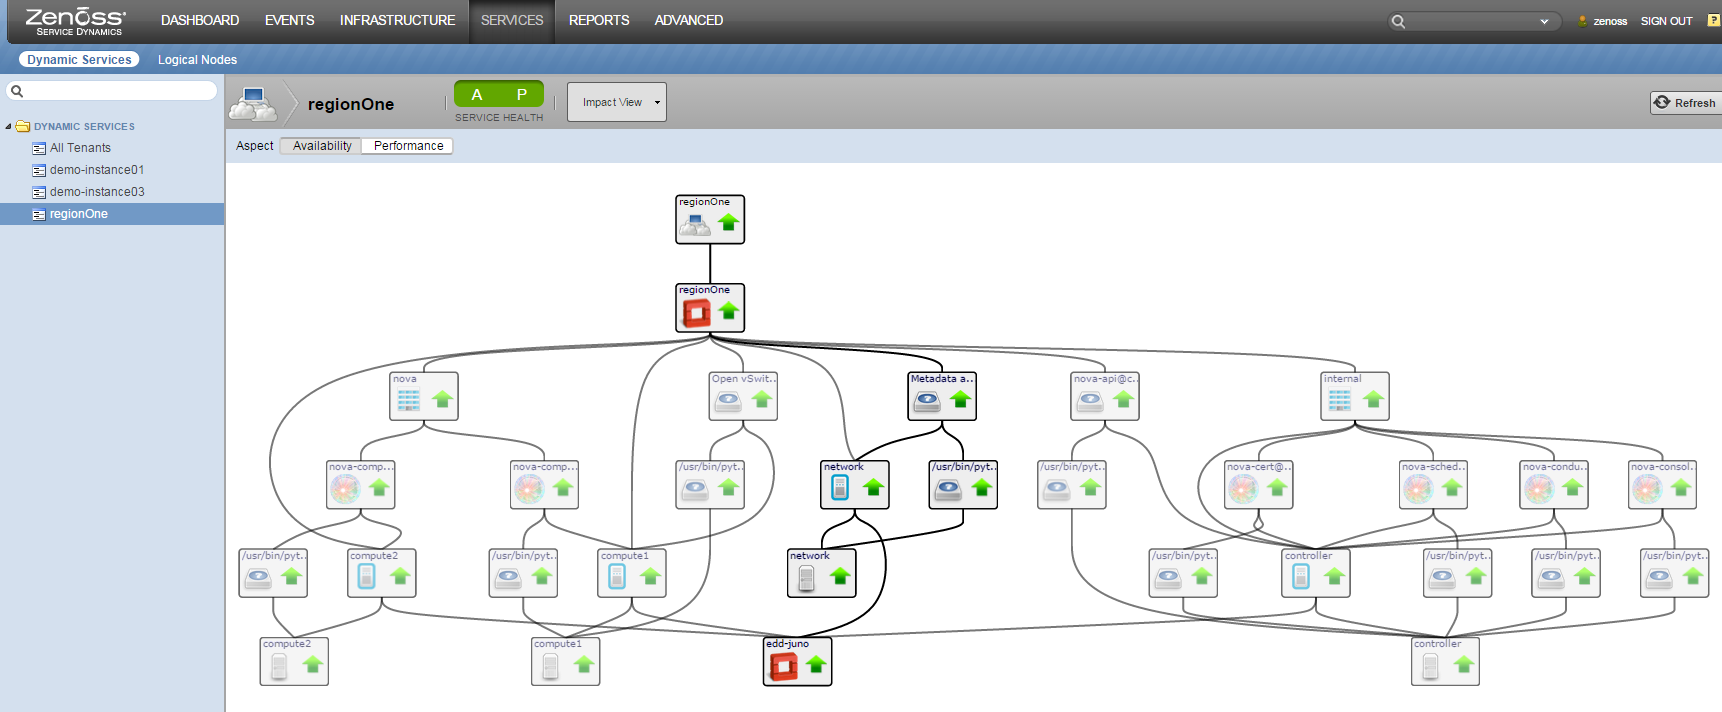 Zenoss
SERVICE DYNAMICS
DASHBOARD EVENTS INFRASTRUCTURE SERVICES REPORTS ADVANCED
zenoss SIGN OUT ?
Dynamic Services Logical Nodes
regionOne
A P
SERVICE HEALTH
Impact View
Refresh
DYNAMIC SERVICES
All Tenants
demo-instance01
demo-instance03
regionOne
Aspect Availability Performance
regionOne
regionOne
nova Open vSwit.. Metadata a.. nova-api@c.. internal
nova-comp... nova-comp... /usr/bin/pyt.. network /usr/bin/pyt.. /usr/bin/pyt.. nova-cert@.. nova-sched.. nova-condu.. nova-consol..
/usr/bin/pyt.. compute2 /usr/bin/pyt.. compute1 network /usr/bin/pyt.. controller /usr/bin/pyt.. /usr/bin/pyt.. /usr/bin/pyt..
compute2 compute1 edd-juno controller